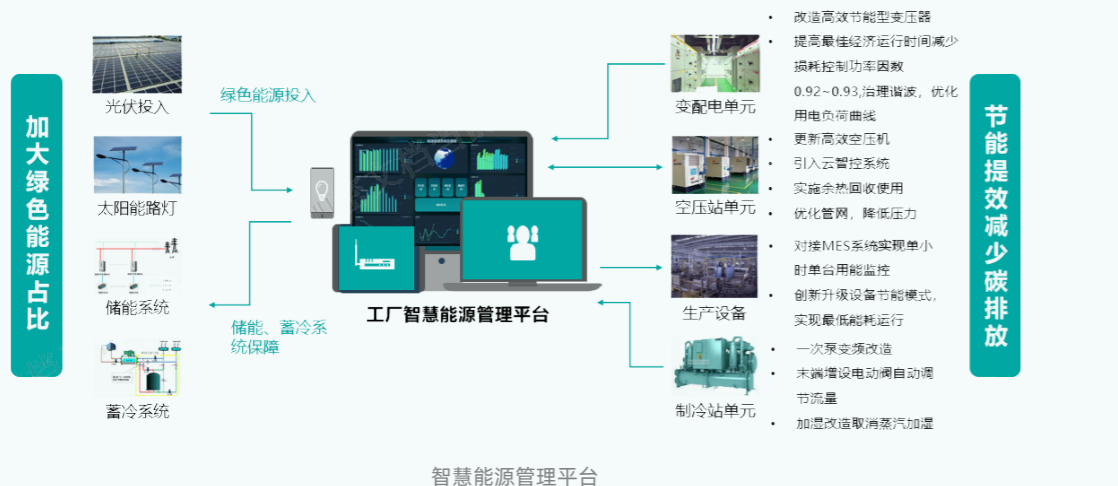 加大绿色能源占比
光伏投入
太阳能路灯
储能系统
蓄冷系统
绿色能源投入
储能、蓄冷系
统保障
工厂智慧能源管理平台
变配电单元
• 改造高效节能型变压器
• 提高最佳经济运行时间减少
损耗控制功率因数
0.92~0.93,治理谐波，优化
用电负荷曲线
空压站单元
• 更新高效空压机
• 引入云智控系统
• 实施余热回收使用
• 优化管网，降低压力
生产设备
• 对接MES系统实现单小
时单台用能监控
• 创新升级设备节能模式，
实现最低能耗运行
制冷站单元
• 一次泵变频改造
• 末端增设电动阀自动调
节流量
• 加湿改造取消蒸汽加湿
节能提效减少碳排放
智慧能源管理平台